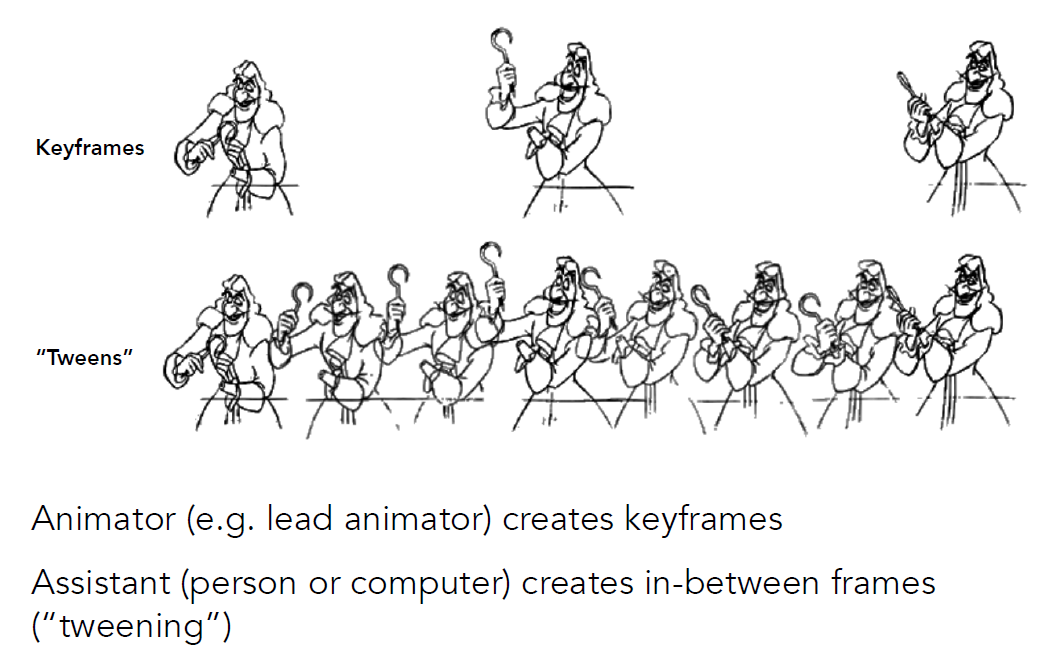 Keyframes
“Tweens”
Animator (e.g. lead animator) creates keyframes
Assistant (person or computer) creates in-between frames
(“tweening”)